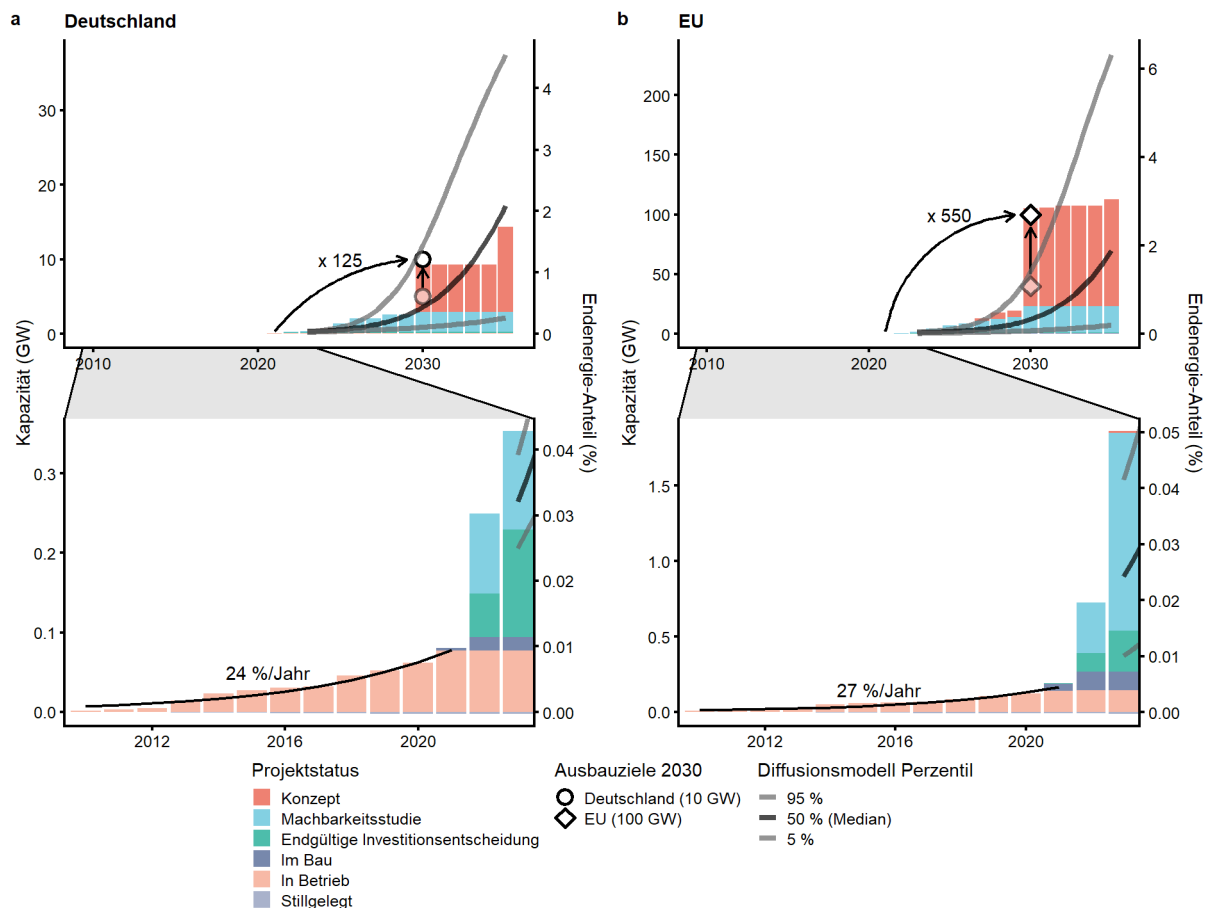 a
Deutschland
Kapazität (GW)
30
20
10
0
4
3
2
1
0
Endenergie-Anteil (%)
x 125
2010
2020
2030
0.3
0.2
0.1
0.0
0.04
0.03
0.02
0.01
0.00
24 %/Jahr
2012
2016
2020
b
EU
Kapazität (GW)
200
150
100
50
0
6
4
2
0
Endenergie-Anteil (%)
x 550
2010
2020
2030
1.5
1.0
0.5
0.0
0.05
0.04
0.03
0.02
0.01
0.00
27 %/Jahr
2012
2016
2020
Projektstatus
Konzept
Machbarkeitsstudie
Endgültige Investitionsentscheidung
Im Bau
In Betrieb
Stillgelegt
Ausbauziele 2030
Deutschland (10 GW)
EU (100 GW)
Diffusionsmodell Perzentil
95 %
50 % (Median)
5 %